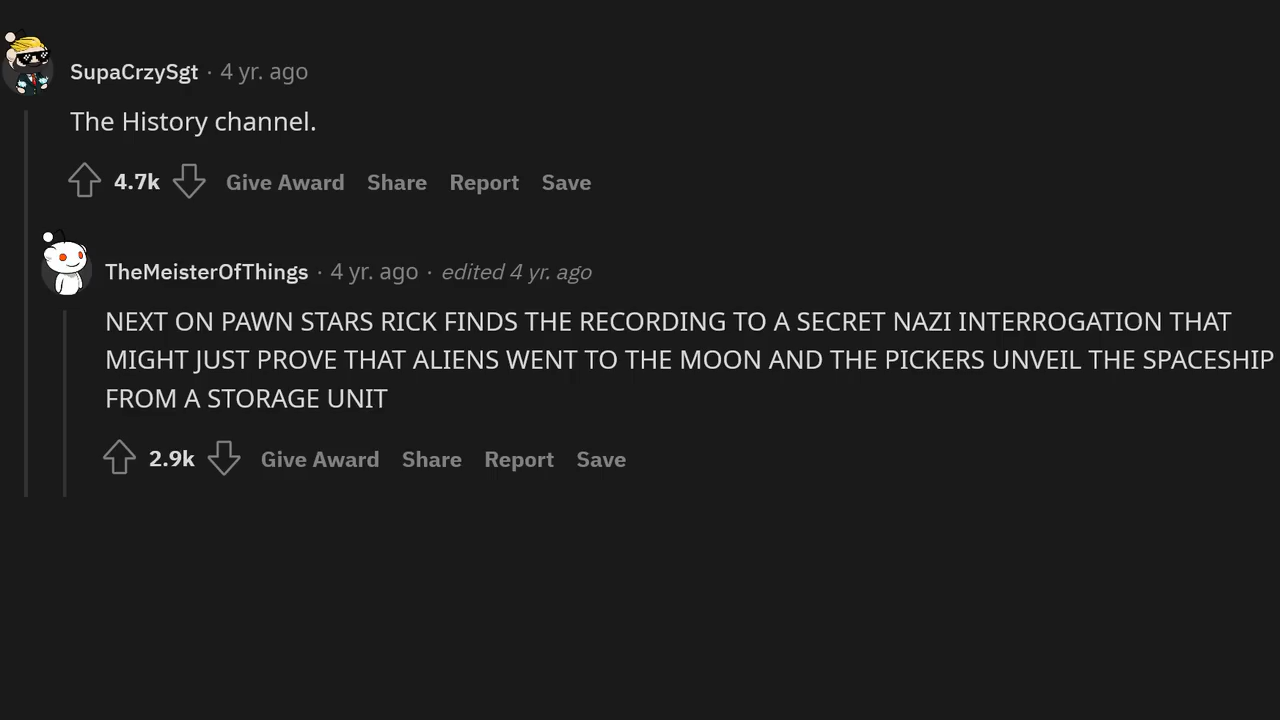 SupaCrzySgt · 4 yr. ago
The History channel.
4.7k Give Award Share Report Save
TheMeisterOfThings · 4 yr. ago · edited 4 yr. ago
NEXT ON PAWN STARS RICK FINDS THE RECORDING TO A SECRET NAZI INTERROGATION THAT
MIGHT JUST PROVE THAT ALIENS WENT TO THE MOON AND THE PICKERS UNVEIL THE SPACESHIP
FROM A STORAGE UNIT
2.9k Give Award Share Report Save